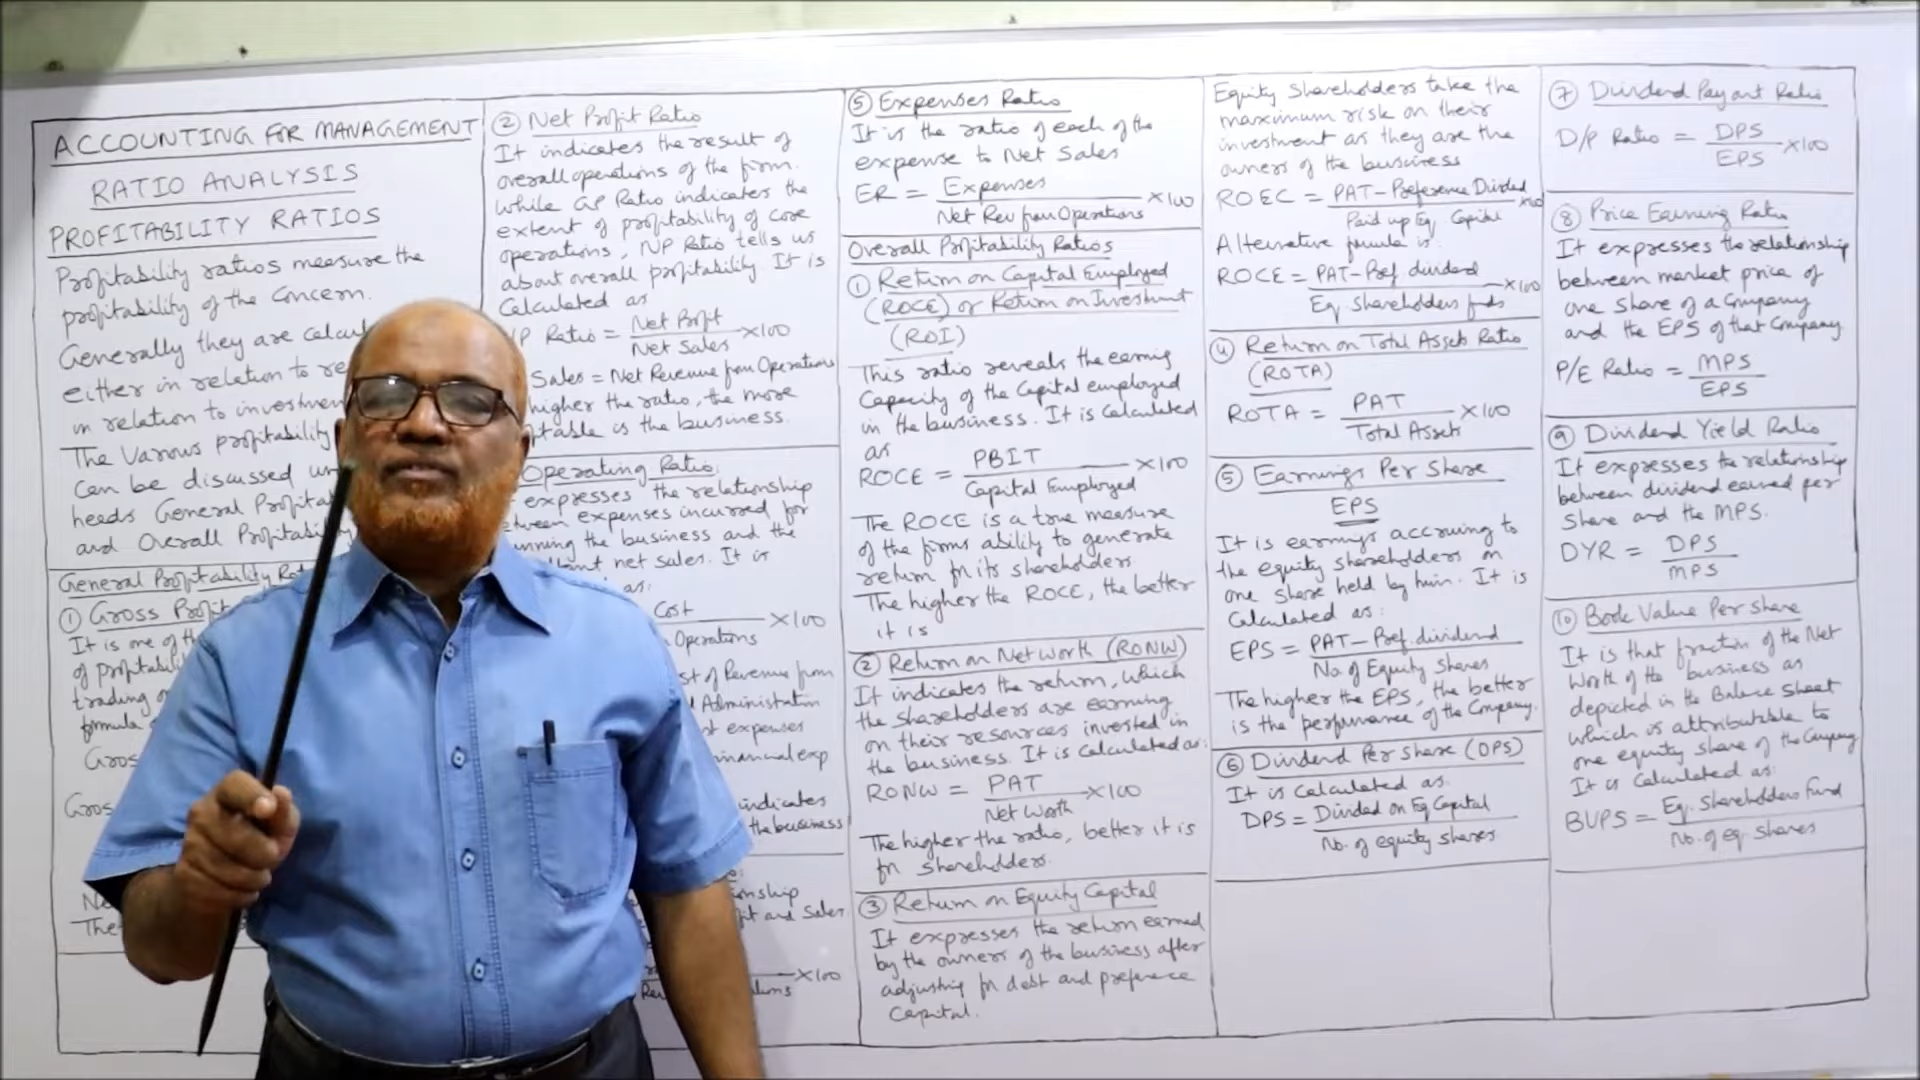 ACCOUNTING FOR MANAGEMENT
RATIO ANALYSIS
PROFITABILITY RATIOS
Profitability ratios measure the
profitability of the Concern.
Generally they are calcul
either in relation to re
in relation to investmen
The Various profitability
can be discussed un
heads General Profita
and Overall Profitability
General Profitability Rat
① Gross Profit
It is one of th
of profitabili
trading o
formula
Gros
Gros
Ne
The
② Net Profit Ratio
It indicates the result of
overall operations of the firm.
While GP Ratio indicates the
extent of profitability of core
operations, NP Ratio tells us
about overall profitability. It is
Calculated as
P Ratio = Net Profit
Net Sales ×100
Sales = Net Revenue from Operations
higher the ratio, the more
table is the business.
Operating Ratio
expresses the relationship
tween expenses incurred for
unning the business and the
net sales. It is
as:
Cost ×100
Operations
st of Revenue from
Administration
expenses
inancial exp
indicates
the business
onship
fit and Sales
×100
⑤ Expenses Ratio
It is the ratio of each of the
expense to Net Sales
ER = Expenses ×100
Net Rev from Operations
Overall Profitability Ratios
① Return on Capital Employed
(ROCE) or Return on Investment
(ROI)
This ratio reveals the earning
Capacity of the Capital employed
in the business. It is Calculated
as
ROCE = PBIT ×100
Capital Employed
The ROCE is a true measure
of the firms ability to generate
return for its shareholders.
The higher the ROCE, the better
it is
② Return on Net Worth (RONW)
It indicates the return, which
the shareholders are earning
on their resources invested in
the business. It is Calculated as:
RONW = PAT ×100
Net Worth
The higher the ratio, better it is
for shareholders.
③ Return on Equity Capital
It expresses the return earned
by the owners of the business after
adjusting for debt and preference
Capital.
Equity Shareholders take the
maximum risk on their
investment as they are the
owners of the business
ROEC = PAT-Preference Dividend ×100
Paid up Eq Capital
Alternative formula is:
ROCE = PAT-Pref. dividend ×100
Eq. Shareholders funds
④ Return on Total Assets Ratio
(ROTA)
ROTA = PAT ×100
Total Assets
⑤ Earnings Per Share
EPS
It is earnings accruing to
the equity shareholders on
one share held by him. It is
Calculated as:
EPS = PAT-Pref. dividend
No. of Equity shares
The higher the EPS, the better
is the performance of the Company.
⑥ Dividend Per Share (DPS)
It is calculated as:
DPS = Dividend on Eq Capital
No. of equity shares
⑦ Dividend Pay out Ratio
D/P Ratio = DPS ×100
EPS
⑧ Price Earning Ratio
It expresses the relationship
between market price of
one share of a Company
and the EPS of that Company.
P/E Ratio = MPS
EPS
⑨ Dividend Yield Ratio
It expresses the relationship
between dividend earned per
Share and the MPS.
DYR = DPS
MPS
⑩ Book Value Per Share
It is that fraction of the Net
Worth of the business as
depicted in the Balance Sheet
which is attributable to
one equity share of the Company
It is Calculated as:
BVPS = Eq. Shareholders Fund
No. of eq. shares